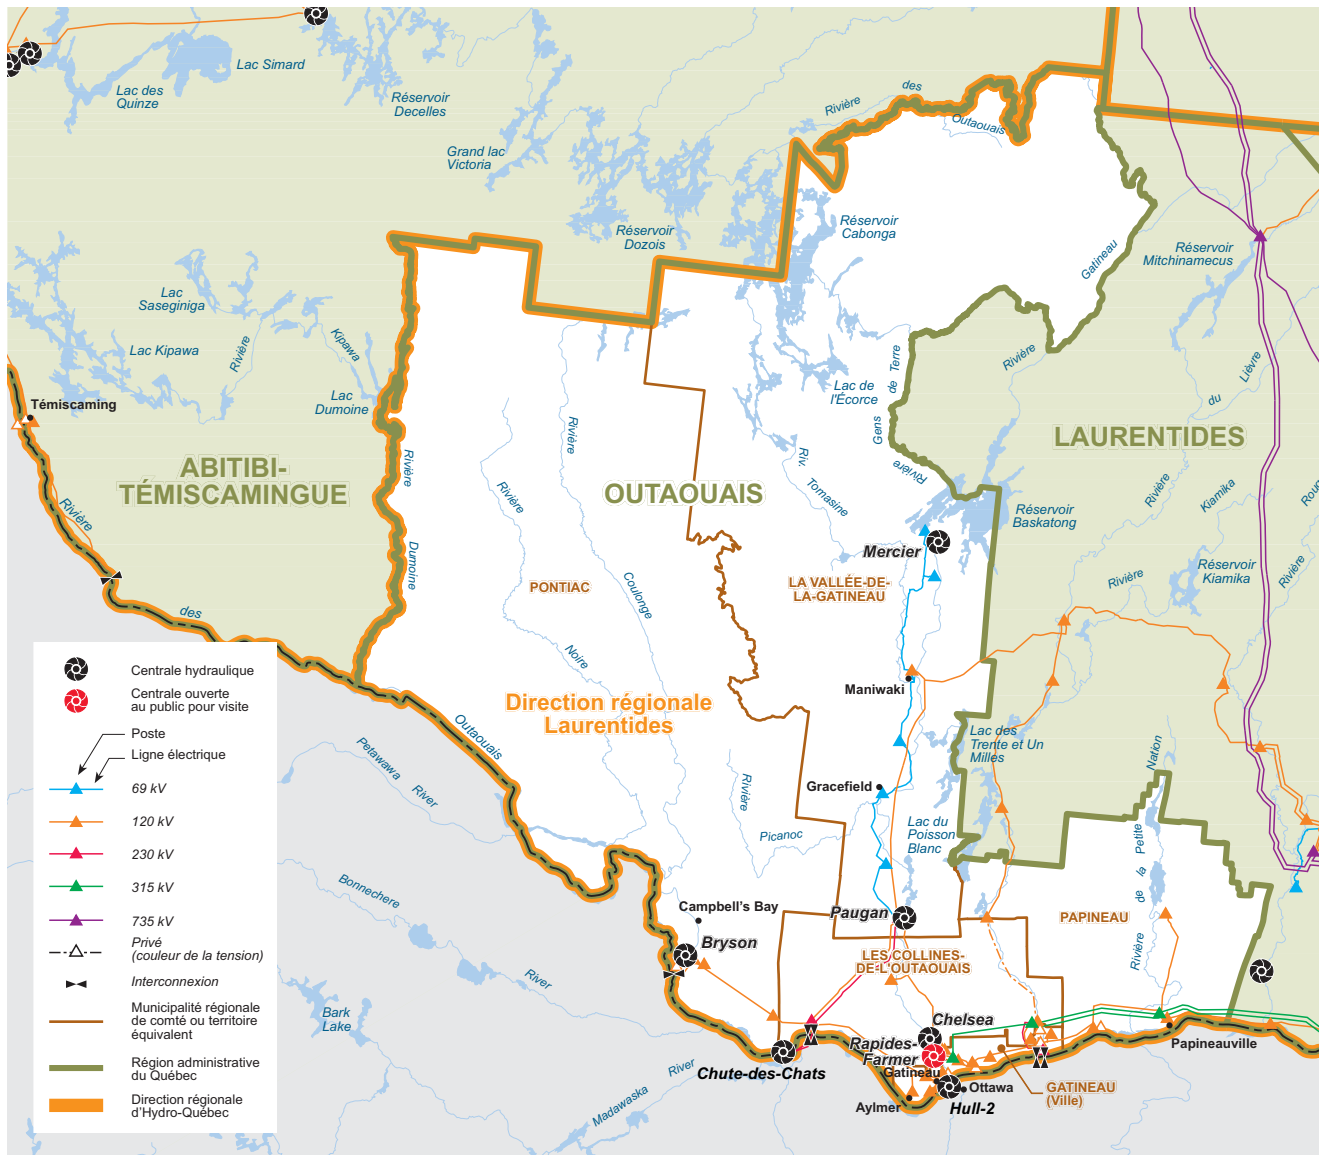 Lac Simard
Lac des
Quinze
Réservoir
Decelles
Grand lac
Victoria
Rivière
des
Outaouais
Réservoir
Dozois
Réservoir
Cabonga
Réservoir
Mitchinamecus
Gatineau
Lac
Saseginiga
Lac Kipawa
Rivière
Kipawa
Lac
Dumoine
Témiscaming
Rivière
des
ABITIBI-
TÉMISCAMINGUE
Rivière
Dumoine
Rivière
Noire
Rivière
Coulonge
OUTAOUAIS
Lac de
l'Écorce
Gens
de Terre
Rivière
Riv.
Tomasine
Rivière
LAURENTIDES
Lièvre
du
Rivière
Kiamika
Rivière
Rou
Rivière
Réservoir
Baskatong
Réservoir
Kiamika
Mercier
LA VALLÉE-DE-
LA-GATINEAU
PONTIAC
Maniwaki
Direction régionale
Laurentides
Outaouais
Petawawa
River
Lac des
Trente et Un
Milles
Gracefield
Rivière
Picanoc
Lac du
Poisson
Blanc
Nation
Petite
de la
Rivière
Bonnechere
River
Campbell's Bay
Bryson
Paugan
PAPINEAU
LES COLLINES-
DE-L'OUTAOUAIS
Bark
Lake
Chelsea
Rapides-
Farmer
Gatineau
Chute-des-Chats
Madawaska
River
Aylmer
Hull-2
Ottawa
GATINEAU
(Ville)
Papineauville
Centrale hydraulique
Centrale ouverte
au public pour visite
Poste
Ligne électrique
69 kV
120 kV
230 kV
315 kV
735 kV
Privé
(couleur de la tension)
Interconnexion
Municipalité régionale
de comté ou territoire
équivalent
Région administrative
du Québec
Direction régionale
d'Hydro-Québec